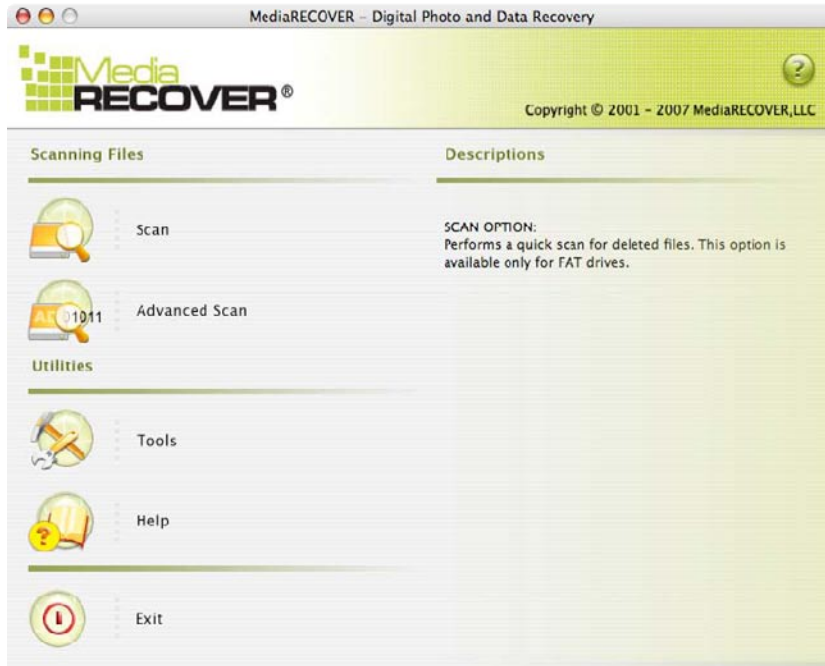 MediaRECOVER – Digital Photo and Data Recovery
Media
RECOVER®
?
Copyright © 2001 – 2007 MediaRECOVER,LLC
Scanning Files
Descriptions
Scan
SCAN OPTION:
Performs a quick scan for deleted files. This option is
available only for FAT drives.
Advanced Scan
1011
Utilities
Tools
Help
?
Exit